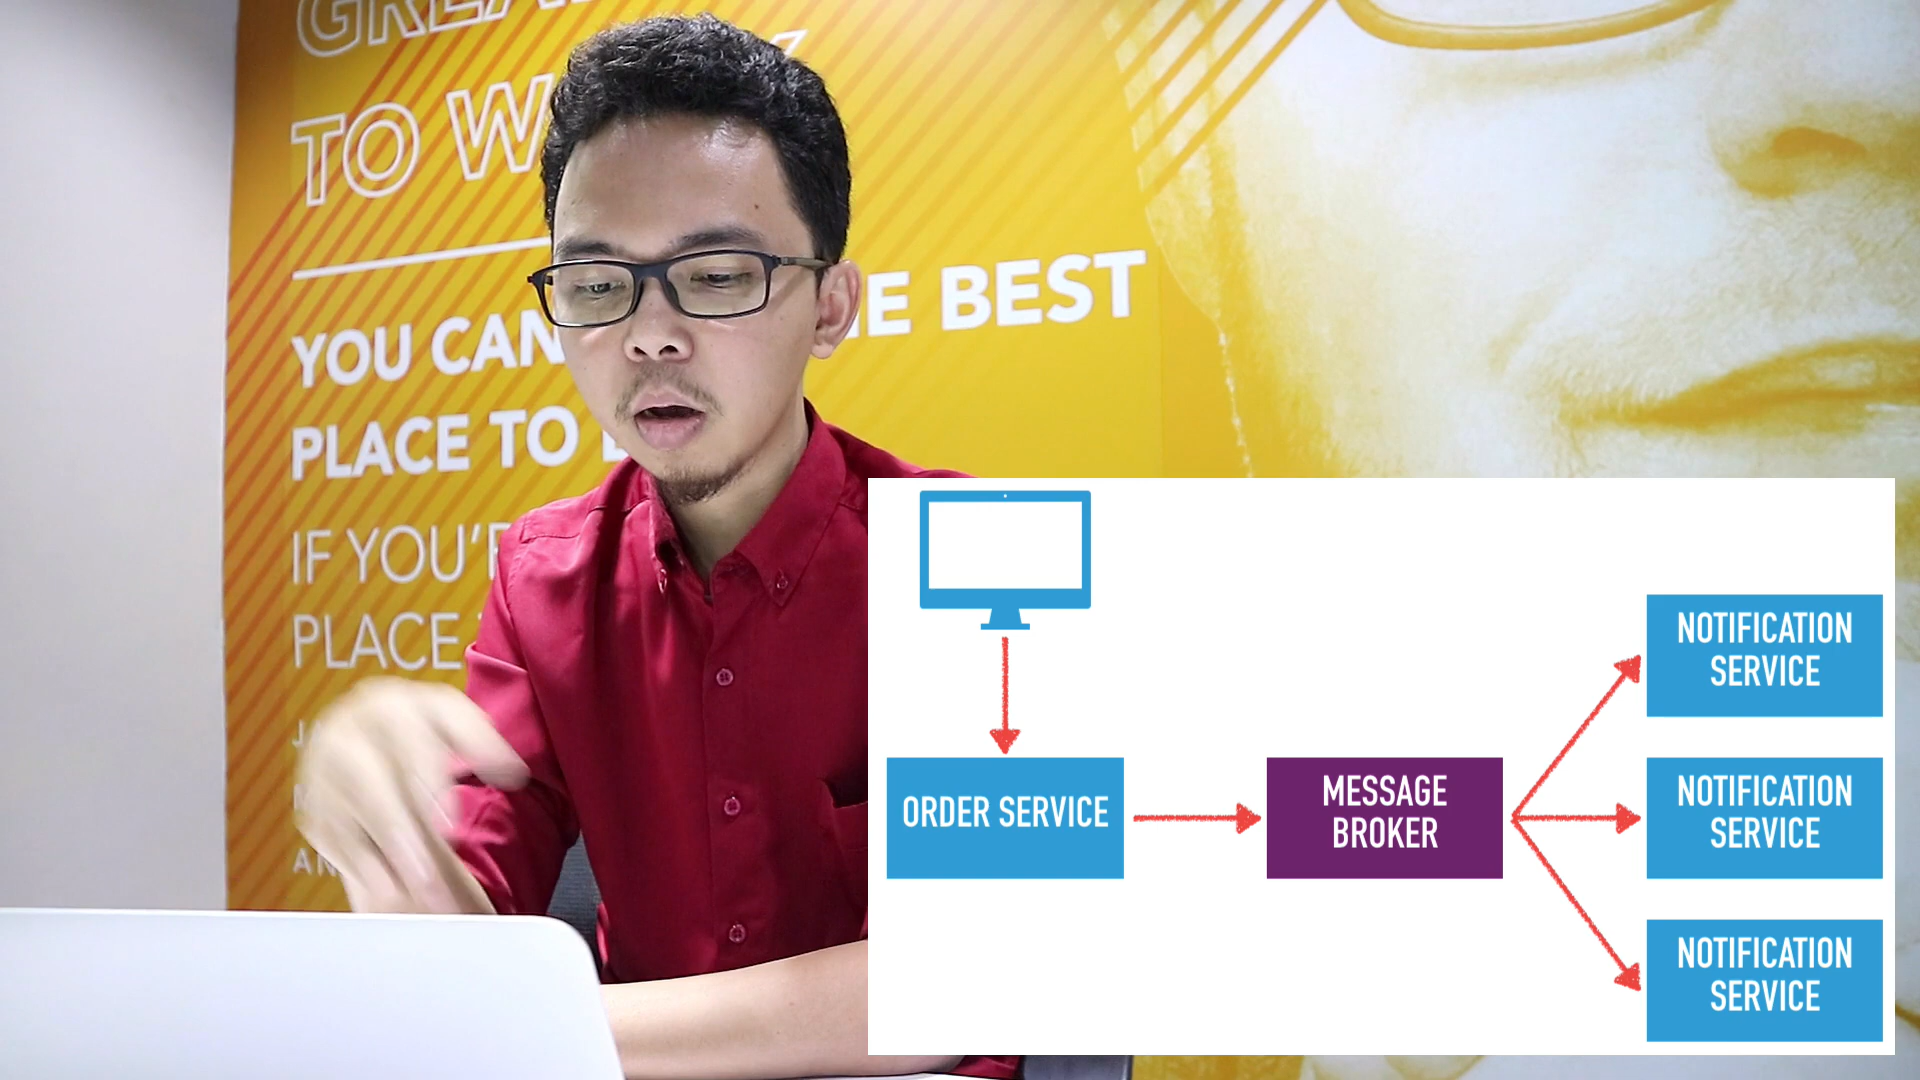 TO
YOU CAN
E BEST
PLACE TO
IF YOU'R
PLACE
ORDER SERVICE
MESSAGE
BROKER
NOTIFICATION
SERVICE
NOTIFICATION
SERVICE
NOTIFICATION
SERVICE